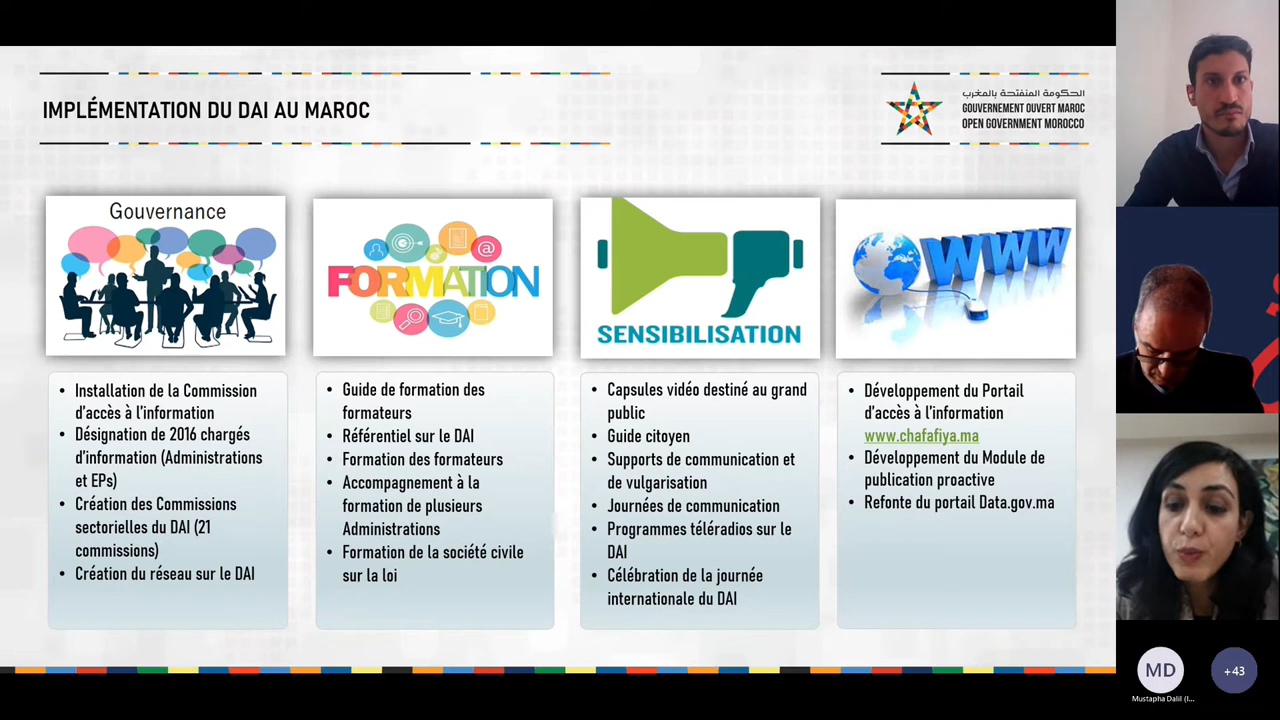 IMPLÉMENTATION DU DAI AU MAROC
الحكومة المنفتحة بالمغرب
GOUVERNEMENT OUVERT MAROC
OPEN GOVERNMENT MOROCCO
Gouvernance
• Installation de la Commission
d'accès à l'information
• Désignation de 2016 chargés
d'information (Administrations
et EPs)
• Création des Commissions
sectorielles du DAI (21
commissions)
• Création du réseau sur le DAI
@
FORMATION
• Guide de formation des
formateurs
• Référentiel sur le DAI
• Formation des formateurs
• Accompagnement à la
formation de plusieurs
Administrations
• Formation de la société civile
sur la loi
SENSIBILISATION
• Capsules vidéo destiné au grand
public
• Guide citoyen
• Supports de communication et
de vulgarisation
• Journées de communication
• Programmes téléradios sur le
DAI
• Célébration de la journée
internationale du DAI
WWW
• Développement du Portail
d'accès à l'information
www.chafafiya.ma
• Développement du Module de
publication proactive
• Refonte du portail Data.gov.ma
MD
+43
Mustapha Dalil (I...